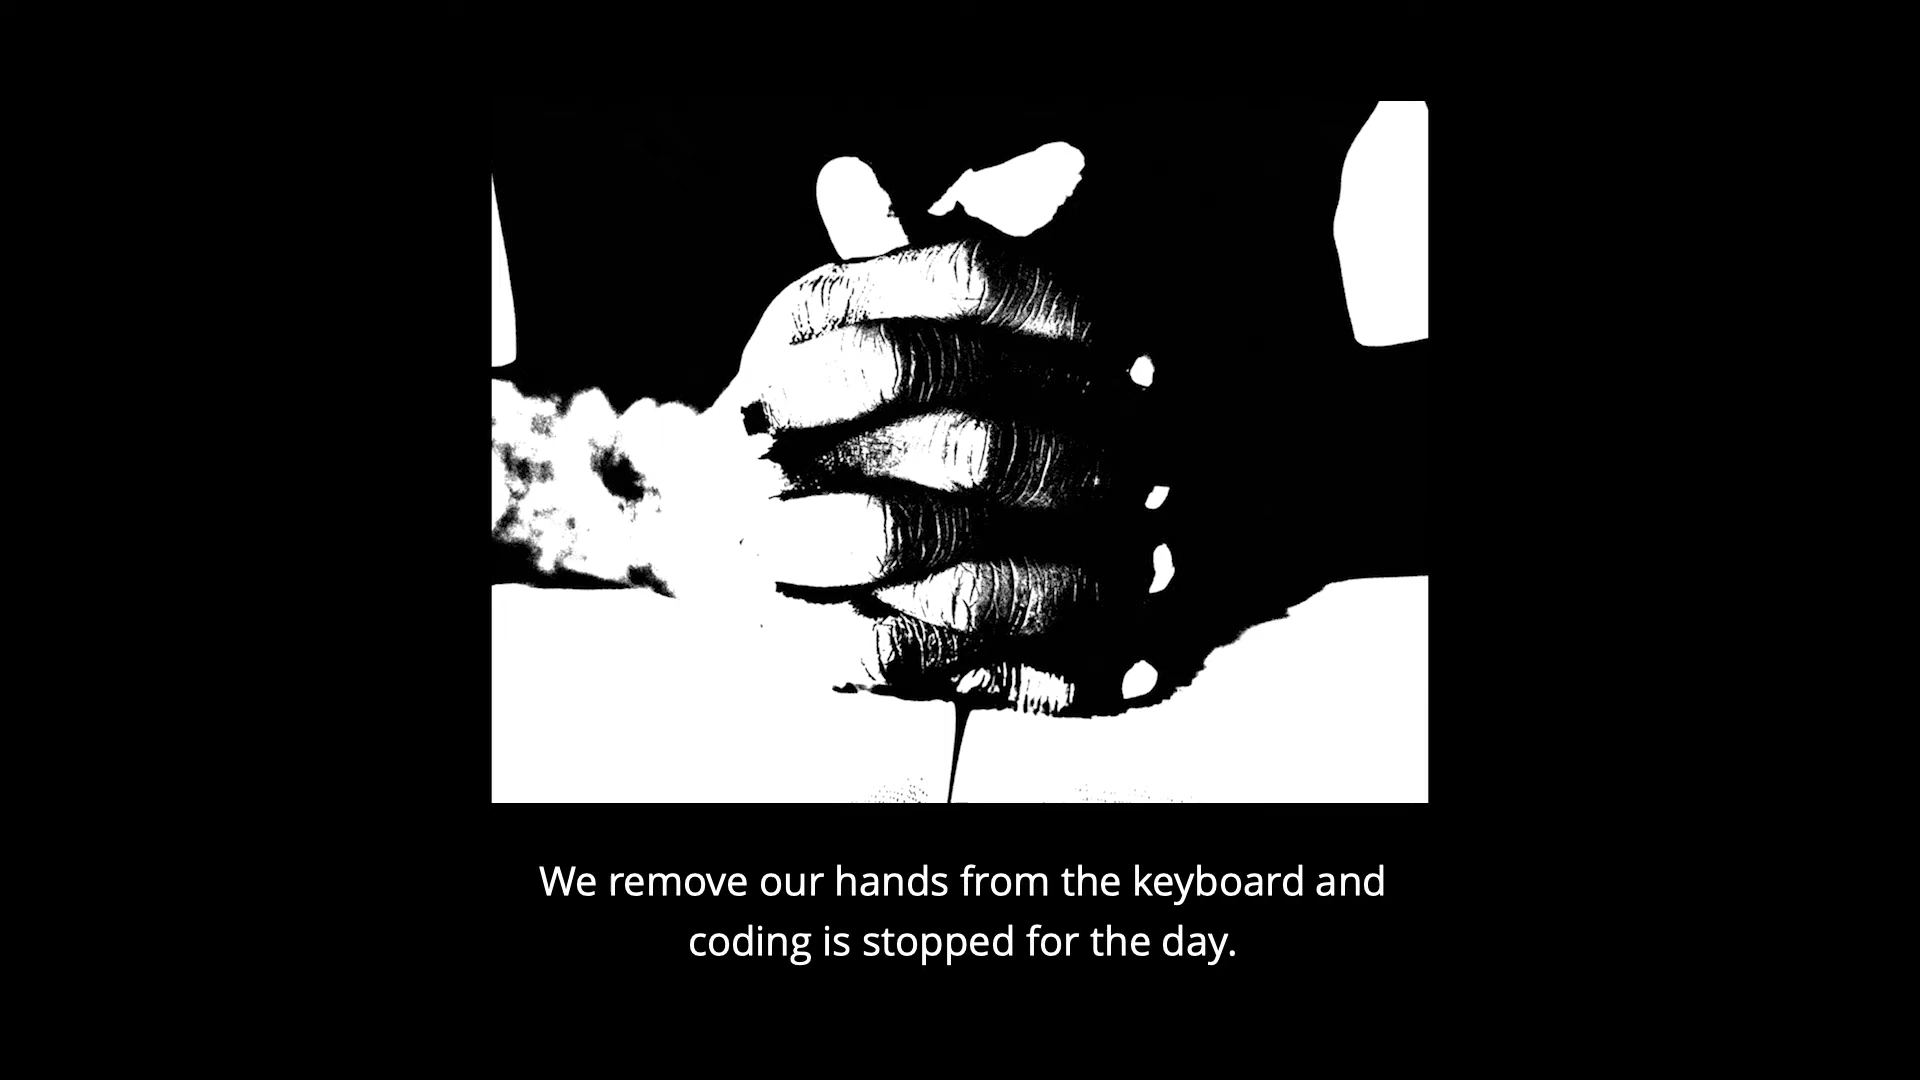 We remove our hands from the keyboard and
coding is stopped for the day.